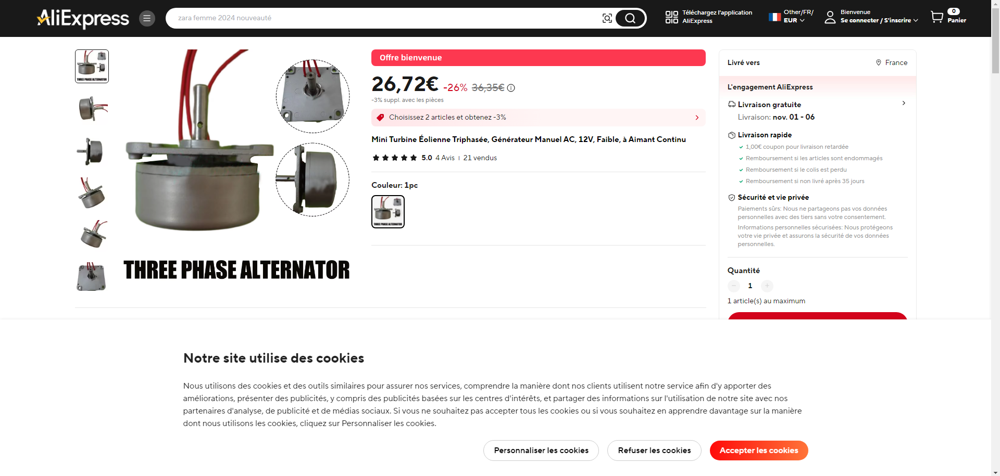 AliExpress
zara femme 2024 nouveauté
Téléchargez l'application
AliExpress
Other/FR/
EUR
Bienvenue
Se connecter / S'inscrire
0
Panier
THREE PHASE ALTERNATOR
THREE PHASE ALTERNATOR
Offre bienvenue
26,72€ -26% 36,35€
-3% suppl. avec les pièces
Choisissez 2 articles et obtenez -3%
Mini Turbine Éolienne Triphasée, Générateur Manuel AC, 12V, Faible, à Aimant Continu
5.0 4 Avis | 21 vendus
Couleur: 1pc
THREE PHASE ALTERNATOR
Livré vers
France
L'engagement AliExpress
Livraison gratuite
Livraison: nov. 01 - 06
Livraison rapide
1,00€ coupon pour livraison retardée
Remboursement si les articles sont endommagés
Remboursement si le colis est perdu
Remboursement si non livré après 35 jours
Sécurité et vie privée
Paiements sûrs: Nous ne partageons pas vos données
personnelles avec des tiers sans votre consentement.
Informations personnelles sécurisées: Nous protégeons
votre vie privée et assurons la sécurité de vos données
personnelles.
Quantité
1
1 article(s) au maximum
Notre site utilise des cookies
Nous utilisons des cookies et des outils similaires pour assurer nos services, comprendre la manière dont nos clients utilisent notre service afin d'y apporter des
améliorations, présenter des publicités, y compris des publicités basées sur les centres d'intérêts, et partager des informations sur l'utilisation de notre site avec nos
partenaires d'analyse, de publicité et de médias sociaux. Si vous ne souhaitez pas accepter tous les cookies ou si vous souhaitez en apprendre davantage sur la manière
dont nous utilisons les cookies, cliquez sur Personnaliser les cookies.
Personnaliser les cookies
Refuser les cookies
Accepter les cookies